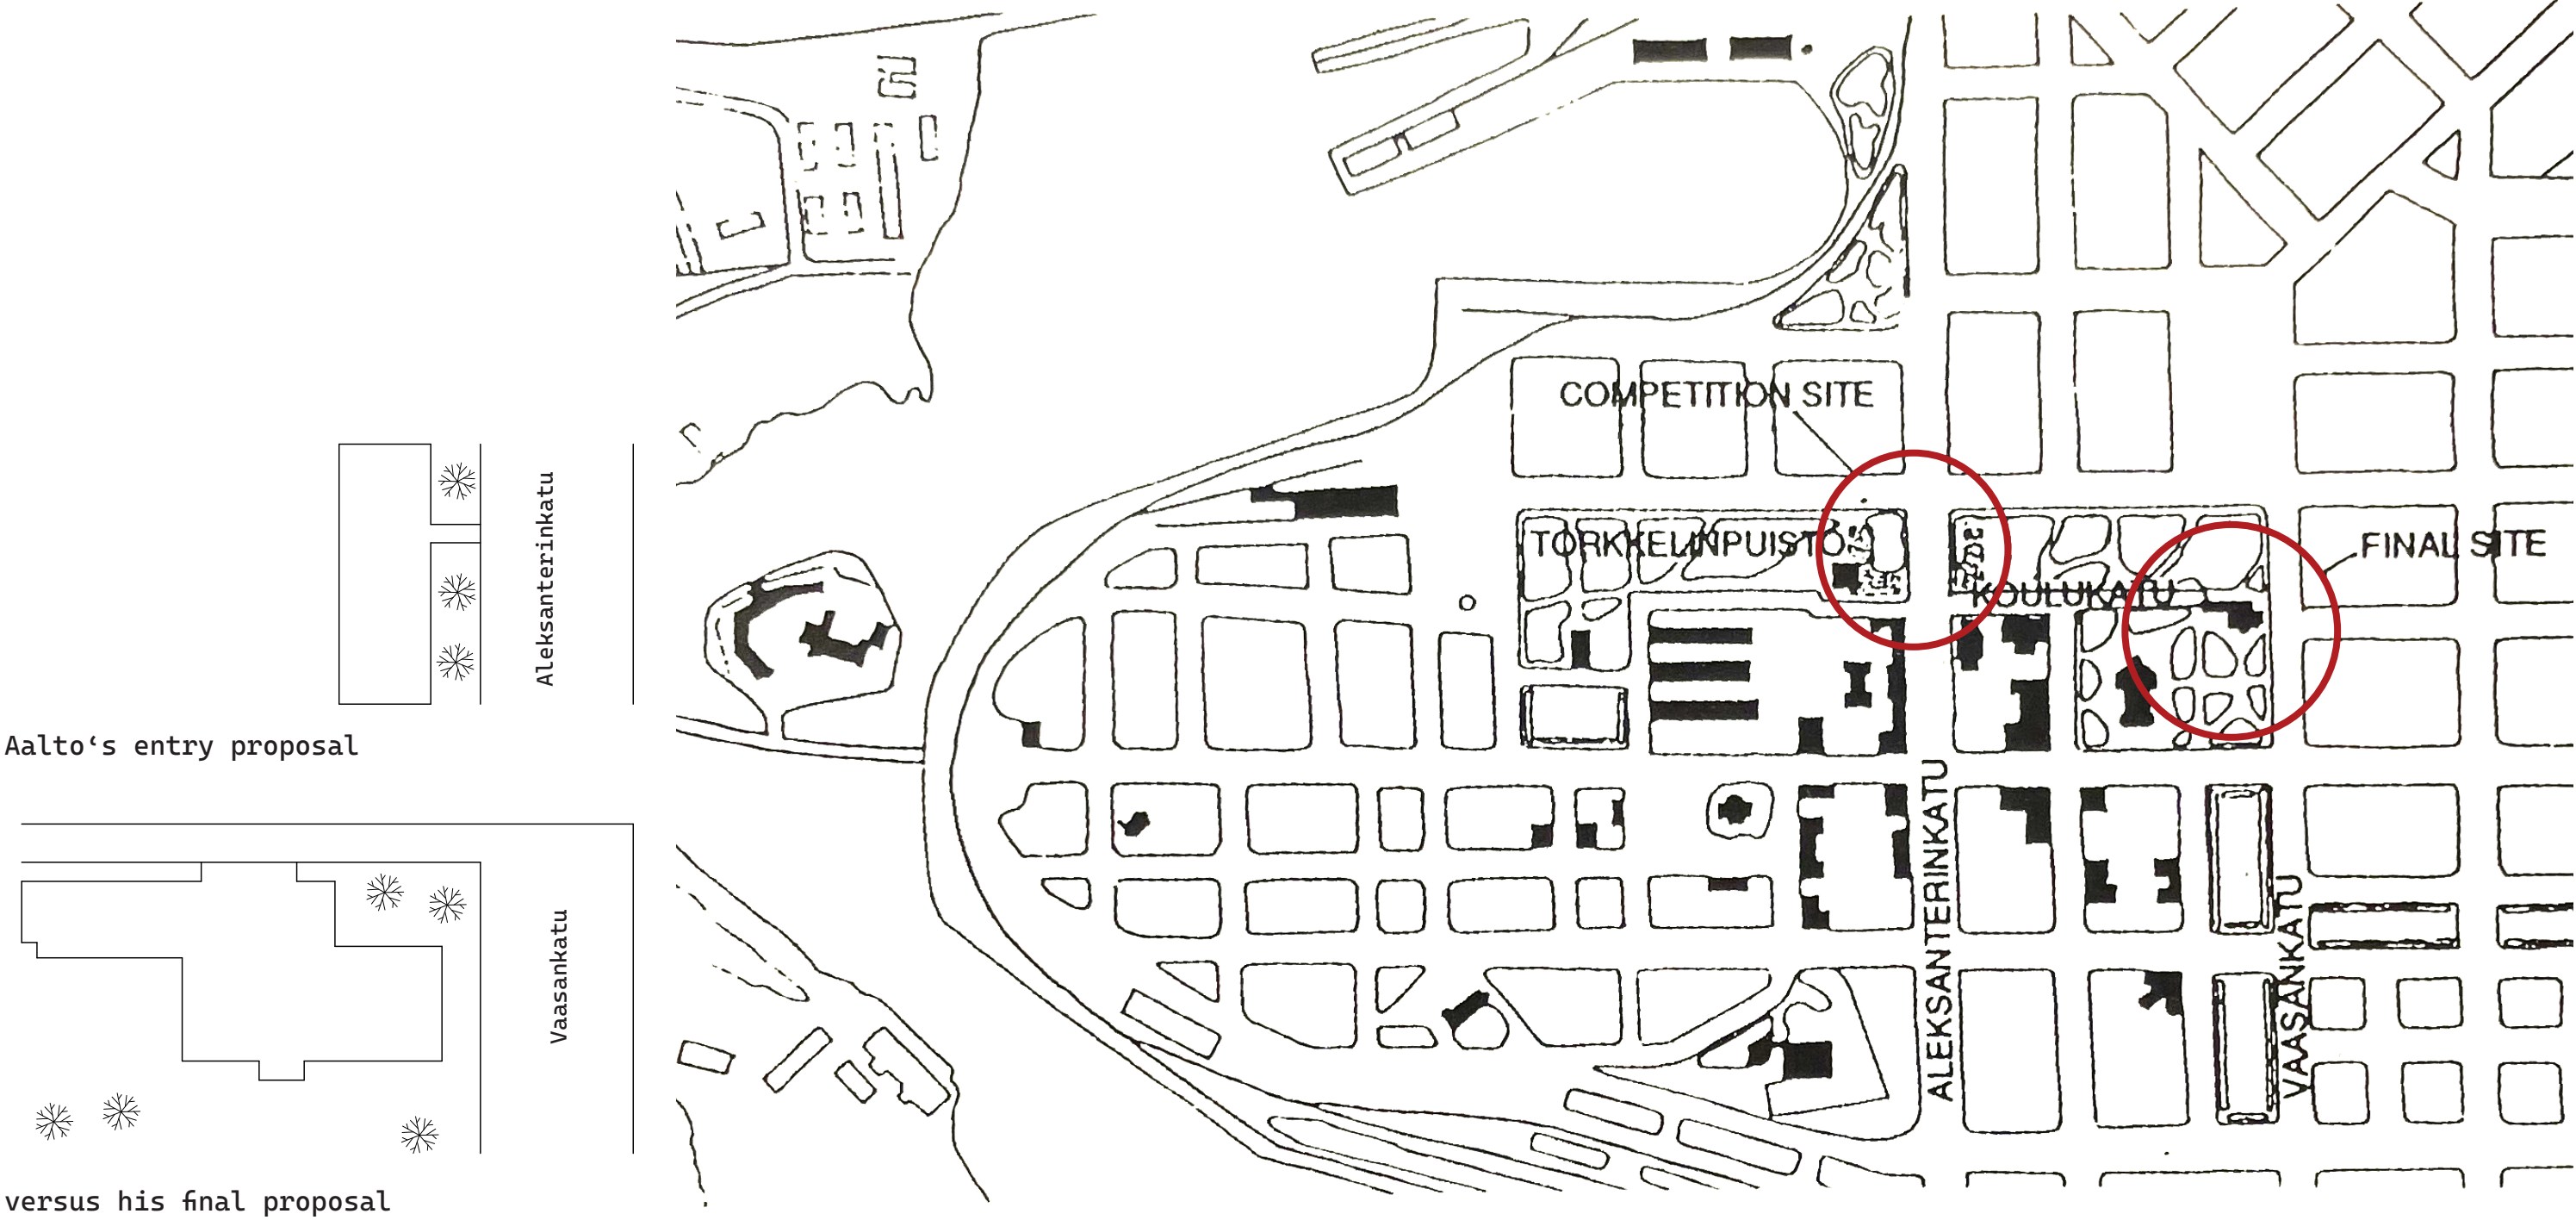 Aleksanterinkatu
Aalto‘s entry proposal
Vaasankatu
versus his final proposal
COMPETITION SITE
TORKKELINPUISTO
KOULUKATU
FINAL SITE
ALEKSANTERINKATU
VAASANKATU